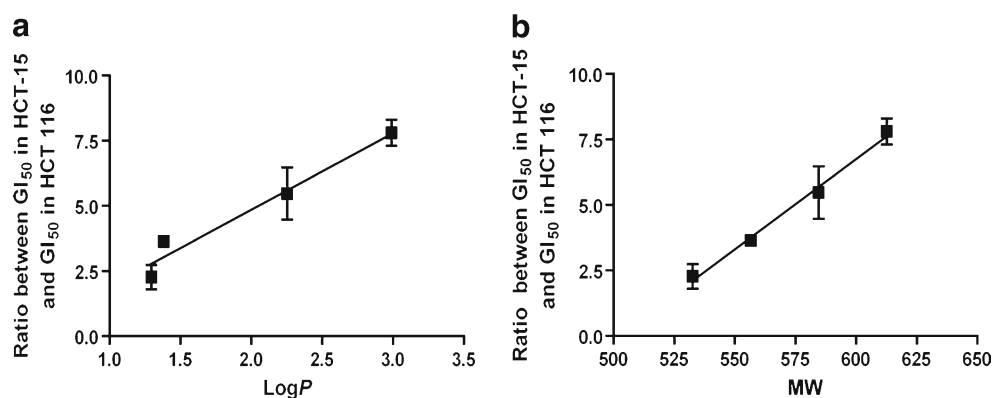 a
Ratio between GI50 in HCT-15
and GI50 in HCT 116
10.0
7.5
5.0
2.5
0.0
1.0 1.5 2.0 2.5 3.0 3.5
LogP
b
Ratio between GI50 in HCT-15
and GI50 in HCT 116
10.0
7.5
5.0
2.5
0.0
500 525 550 575 600 625 650
MW